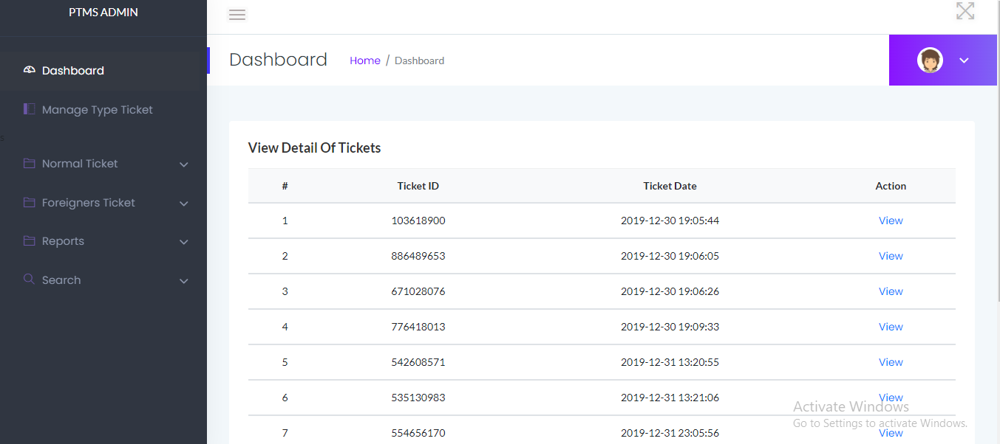 PTMS ADMIN
Dashboard
Manage Type Ticket
s
Normal Ticket
Foreigners Ticket
Reports
Search
Dashboard Home / Dashboard
View Detail Of Tickets
# Ticket ID Ticket Date Action
1 103618900 2019-12-30 19:05:44 View
2 886489653 2019-12-30 19:06:05 View
3 671028076 2019-12-30 19:06:26 View
4 776418013 2019-12-30 19:09:33 View
5 542608571 2019-12-31 13:20:55 View
6 535130983 2019-12-31 13:21:06 View
7 554656170 2019-12-31 23:05:56 View
Activate Windows
Go to Settings to activate Windows.